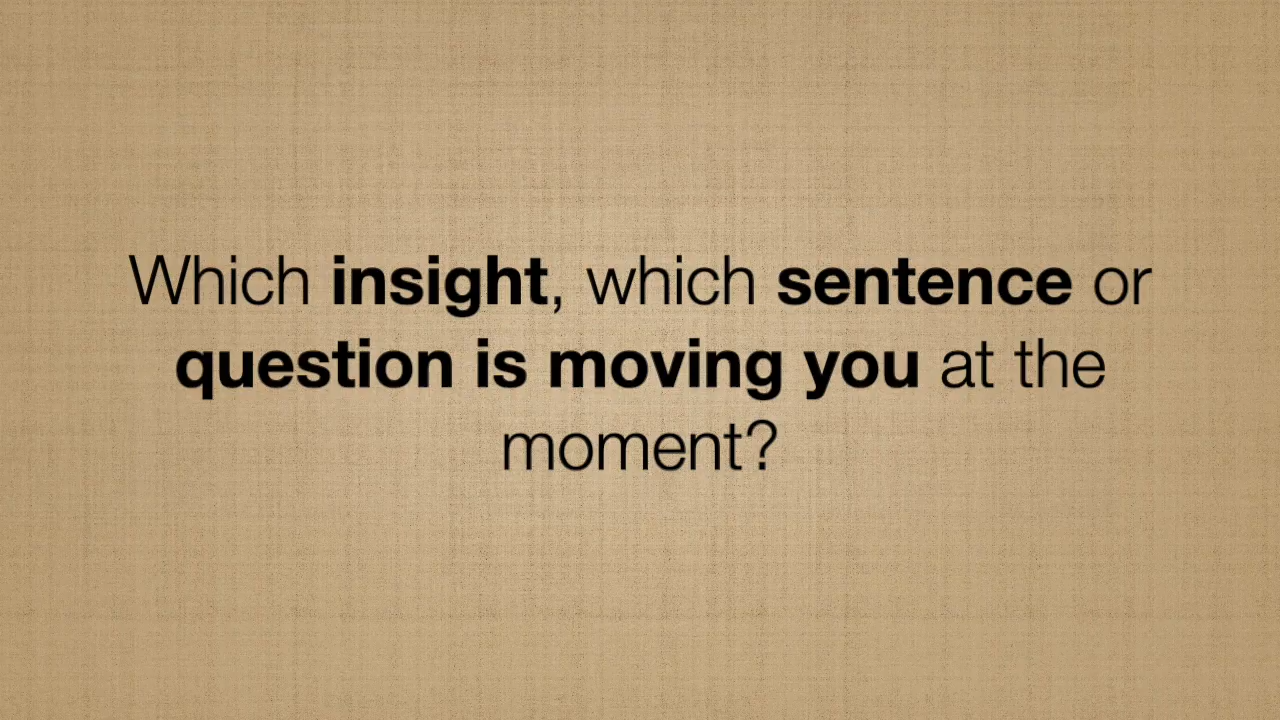 Which insight, which sentence or
question is moving you at the
moment?